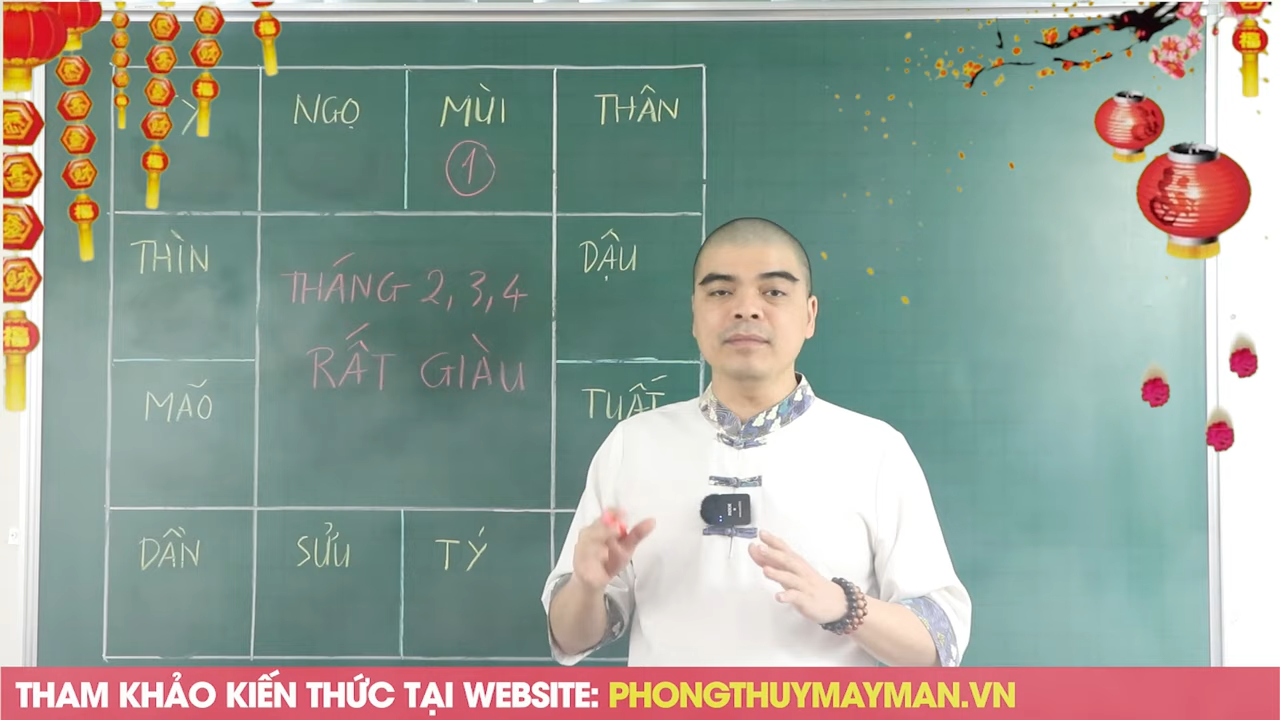 NGỌ
MÙI
THÂN
1
THÌN
DẬU
THÁNG 2, 3, 4
RẤT GIÀU
MÃO
TUẤT
DẦN
SỬU
TÝ
THAM KHẢO KIẾN THỨC TẠI WEBSITE: PHONGTHUYMAYMAN.VN